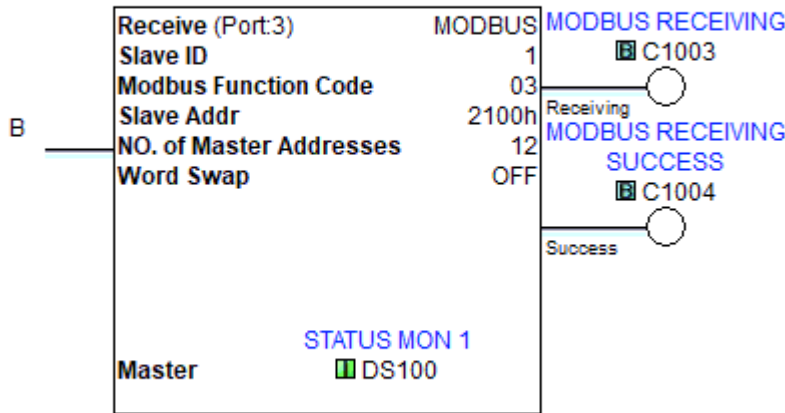 Receive (Port:3) MODBUS
Slave ID 1
Modbus Function Code 03
Slave Addr 2100h
NO. of Master Addresses 12
Word Swap OFF
B
MODBUS RECEIVING
B C1003
Receiving
MODBUS RECEIVING
SUCCESS
B C1004
Success
STATUS MON 1
Master I DS100